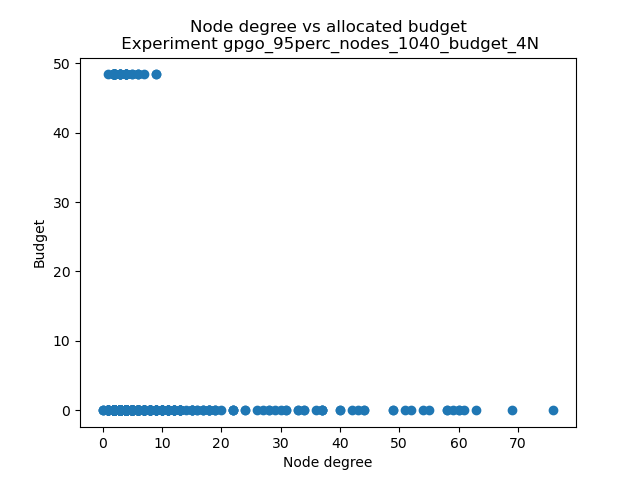 Node degree vs allocated budget
Experiment gpgo_95perc_nodes_1040_budget_4N
50
40
30
20
10
0
Budget
0 10 20 30 40 50 60 70
Node degree